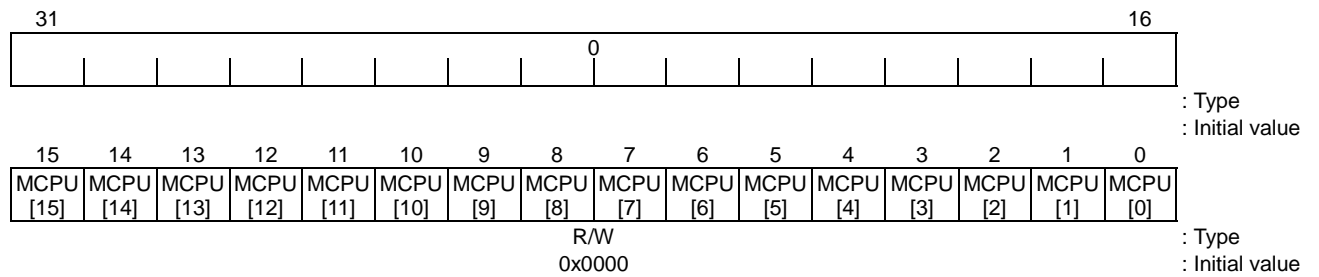 31 16
0
: Type
: Initial value
15 14 13 12 11 10 9 8 7 6 5 4 3 2 1 0
MCPU MCPU MCPU MCPU MCPU MCPU MCPU MCPU MCPU MCPU MCPU MCPU MCPU MCPU MCPU MCPU
[15] [14] [13] [12] [11] [10] [9] [8] [7] [6] [5] [4] [3] [2] [1] [0]
R/W : Type
0x0000 : Initial value